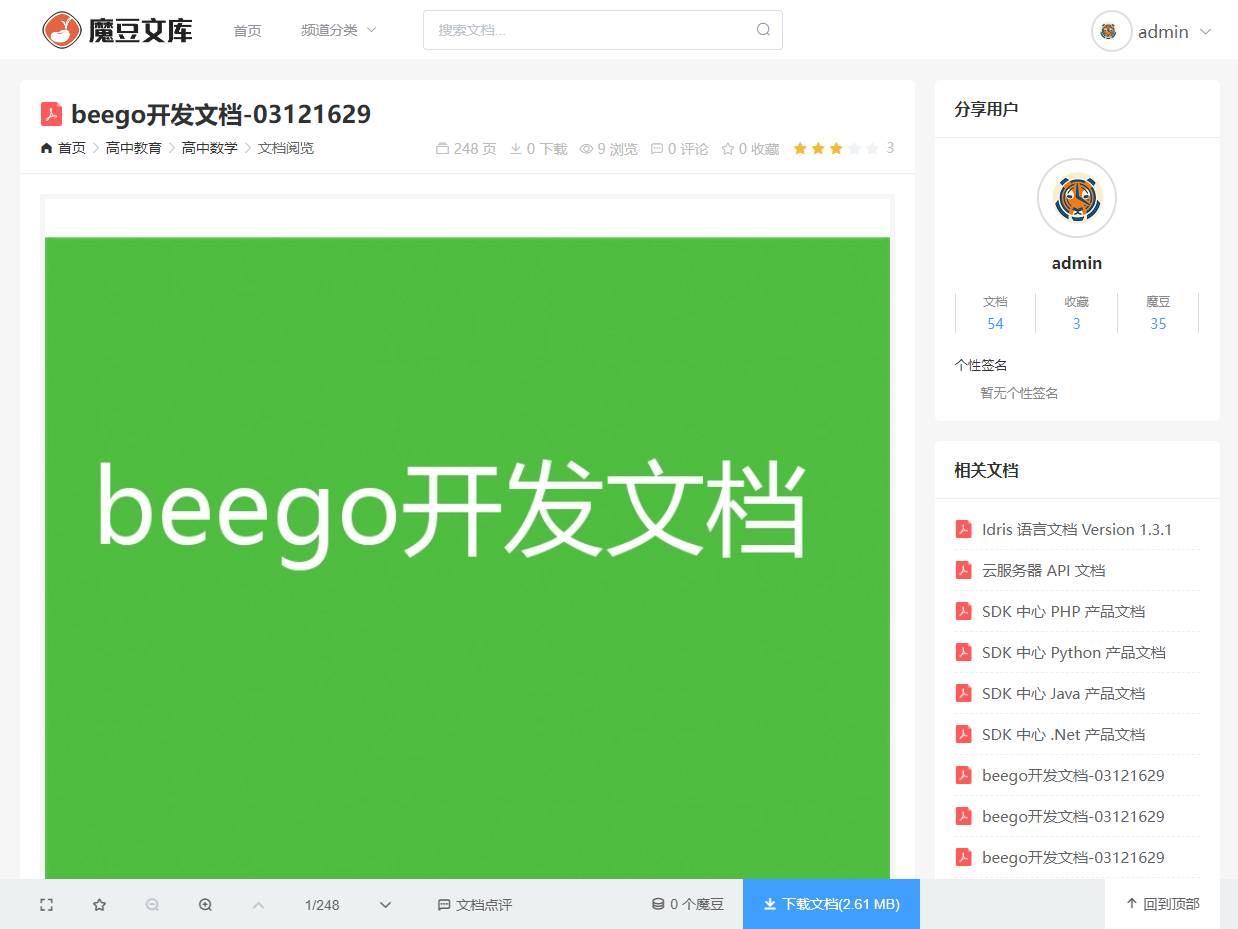 魔豆文库 首页 频道分类 搜索文档... admin
beego开发文档-03121629
首页 高中教育 高中数学 文档阅览 248 页 0 下载 9 浏览 0 评论 0 收藏 3
beego开发文档
分享用户
admin
文档 收藏 魔豆
54 3 35
个性签名
暂无个性签名
相关文档
Idris 语言文档 Version 1.3.1
云服务器 API 文档
SDK 中心 PHP 产品文档
SDK 中心 Python 产品文档
SDK 中心 Java 产品文档
SDK 中心 .Net 产品文档
beego开发文档-03121629
beego开发文档-03121629
beego开发文档-03121629
1/248 文档点评 0 个魔豆 下载文档(2.61 MB) 回到顶部